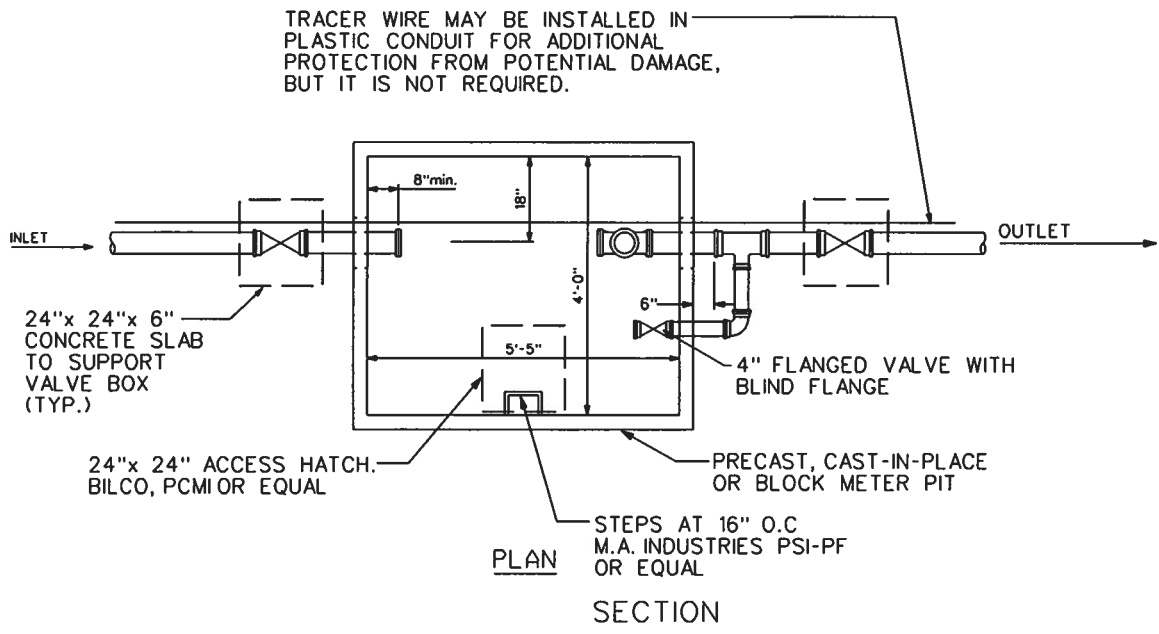 TRACER WIRE MAY BE INSTALLED IN
PLASTIC CONDUIT FOR ADDITIONAL
PROTECTION FROM POTENTIAL DAMAGE,
BUT IT IS NOT REQUIRED.
8"min.
18"
INLET
OUTLET
4'-0"
6"
24"x 24"x 6"
CONCRETE SLAB
TO SUPPORT
VALVE BOX
(TYP.)
5'-5"
4" FLANGED VALVE WITH
BLIND FLANGE
24"x 24" ACCESS HATCH.
BILCO, PCMI OR EQUAL
PRECAST, CAST-IN-PLACE
OR BLOCK METER PIT
STEPS AT 16" O.C
M.A. INDUSTRIES PSI-PF
OR EQUAL
PLAN
SECTION